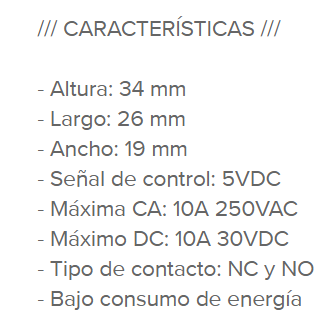 /// CARACTERÍSTICAS ///
- Altura: 34 mm
- Largo: 26 mm
- Ancho: 19 mm
- Señal de control: 5VDC
- Máxima CA: 10A 250VAC
- Máximo DC: 10A 30VDC
- Tipo de contacto: NC y NO
- Bajo consumo de energía